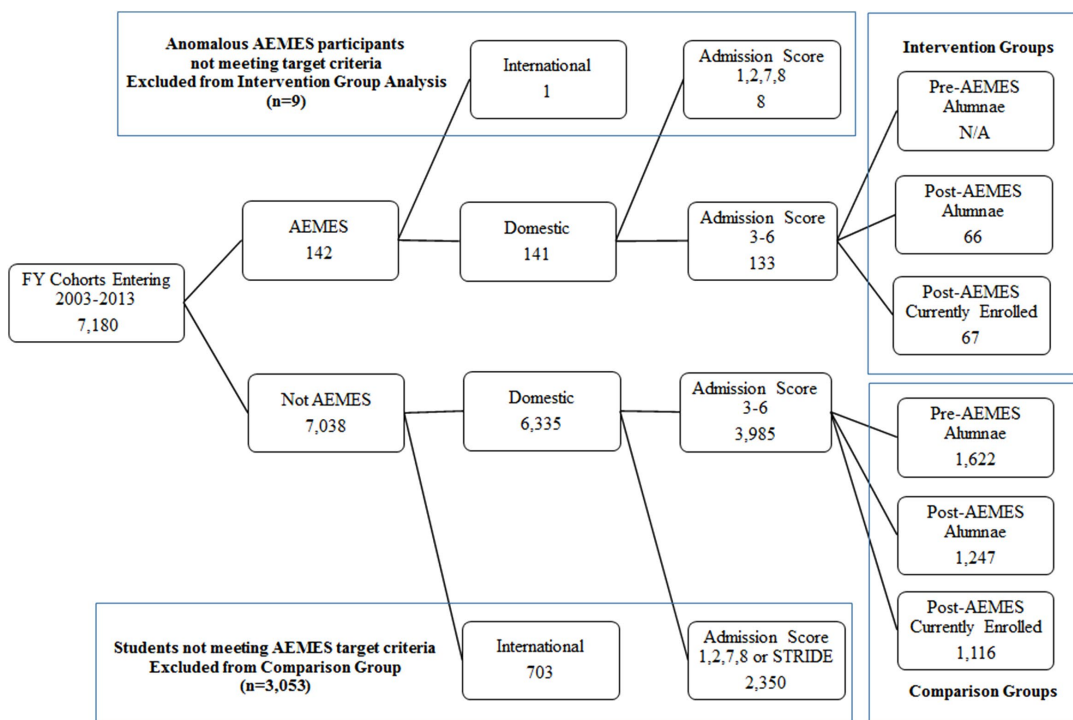 Anomalous AEMES participants
not meeting target criteria
Excluded from Intervention Group Analysis
(n=9)
International
1
Admission Score
1,2,7,8
8
Intervention Groups
Pre-AEMES
Alumnae
N/A
AEMES
142
Domestic
141
Admission Score
3-6
133
Post-AEMES
Alumnae
66
FY Cohorts Entering
2003-2013
7,180
Post-AEMES
Currently Enrolled
67
Not AEMES
7,038
Domestic
6,335
Admission Score
3-6
3,985
Pre-AEMES
Alumnae
1,622
Post-AEMES
Alumnae
1,247
Post-AEMES
Currently Enrolled
1,116
Students not meeting AEMES target criteria
Excluded from Comparison Group
(n=3,053)
International
703
Admission Score
1,2,7,8 or STRIDE
2,350
Comparison Groups